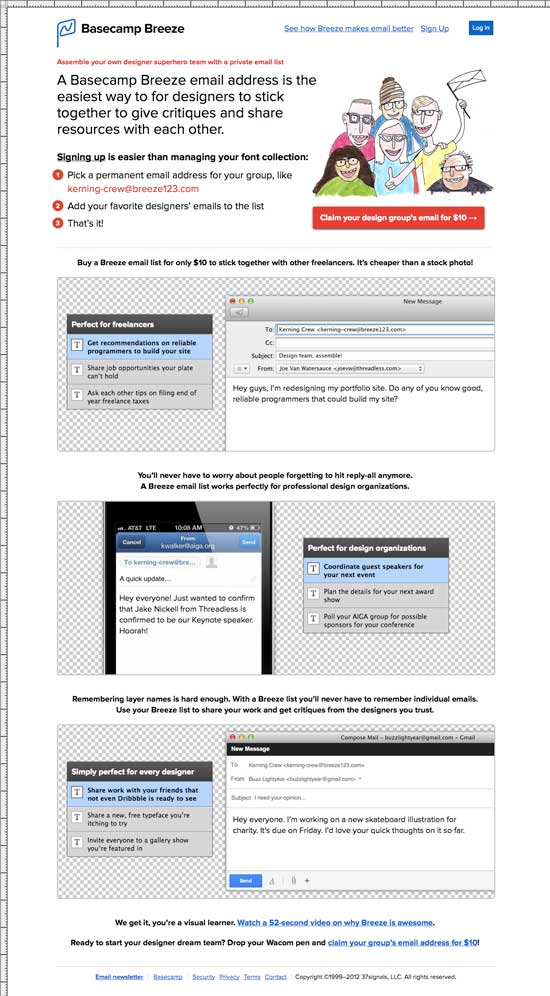 Basecamp Breeze
See how Breeze makes email better Sign Up Log in
Assemble your own designer superhero team with a private email list
A Basecamp Breeze email address is the
easiest way to for designers to stick
together to give critiques and share
resources with each other.
Signing up is easier than managing your font collection:
1 Pick a permanent email address for your group, like
kerning-crew@breeze123.com
2 Add your favorite designers' emails to the list
3 That's it!
Claim your design group's email for $10 →
Buy a Breeze email list for only $10 to stick together with other freelancers. It's cheaper than a stock photo!
Perfect for freelancers
T Get recommendations on reliable
programmers to build your site
T Share job opportunities your plate
can't hold
T Ask each other tips on filing end of
year freelance taxes
New Message
To: Kerning Crew <kerning-crew@breeze123.com>
Cc:
Subject: Design team, assemble!
From: Joe Van Watersauce <joevw@threadless.com>
Hey guys, I'm redesigning my portfolio site. Do any of you know good,
reliable programmers that could build my site?
You'll never have to worry about people forgetting to hit reply-all anymore.
A Breeze email list works perfectly for professional design organizations.
AT&T LTE 10:08 AM 47%
Cancel From: kwalker@aiga.org Send
To kerning-crew@bre...
A quick update...
Hey everyone! Just wanted to confirm
that Jake Nickell from Threadless is
confirmed to be our Keynote speaker.
Hoorah!
Perfect for design organizations
T Coordinate guest speakers for
your next event
T Plan the details for your next award
show
T Poll your AIGA group for possible
sponsors for your conference
Remembering layer names is hard enough. With a Breeze list you'll never have to remember individual emails.
Use your Breeze list to share your work and get critiques from the designers you trust.
Simply perfect for every designer
T Share work with your friends that
not even Dribbble is ready to see
T Share a new, free typeface you're
itching to try
T Invite everyone to a gallery show
you're featured in
Compose Mail – buzzlightyear@gmail.com – Gmail
New Message
To Kerning Crew <kerning-crew@breeze123.com>
From Buzz Lightyear <buzzlightyear@gmail.com>
Subject I need your opinion...
Hey everyone. I'm working on a new skateboard illustration for
charity. It's due on Friday. I'd love your quick thoughts on it so far.
Send A +
We get it, you're a visual learner. Watch a 52-second video on why Breeze is awesome.
Ready to start your designer dream team? Drop your Wacom pen and claim your group's email address for $10!
Email newsletter | Basecamp | Security Privacy Terms Contact | Copyright ©1999–2012 37signals, LLC. All rights reserved.